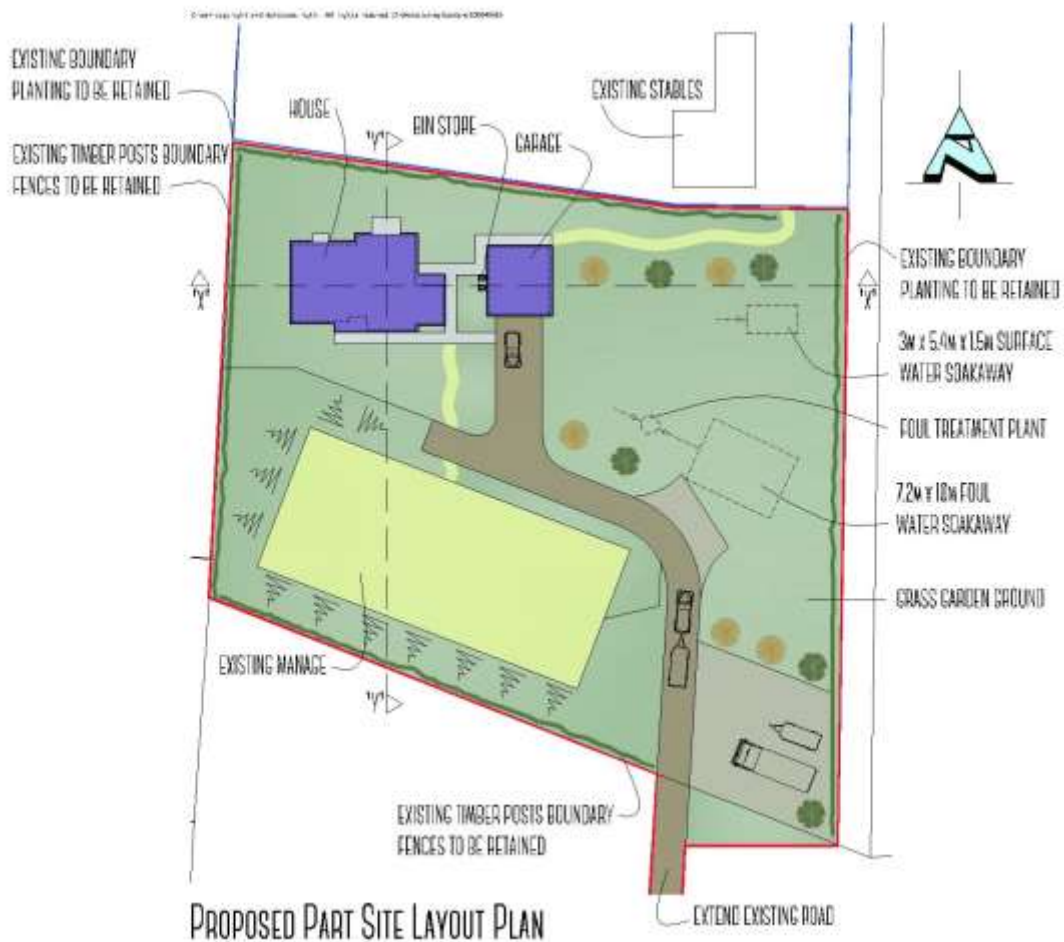 EXISTING BOUNDARY
PLANTING TO BE RETAINED
HOUSE
BIN STORE
EXISTING STABLES
GARAGE
"Y"
N
EXISTING TIMBER POSTS BOUNDARY
FENCES TO BE RETAINED
"X"
"X"
EXISTING BOUNDARY
PLANTING TO BE RETAINED
3M X 5.4M X 1.5M SURFACE
WATER SOAKAWAY
FOUL TREATMENT PLANT
7.2M X 10M FOUL
WATER SOAKAWAY
GRASS GARDEN GROUND
EXISTING MANAGE
"Y"
EXISTING TIMBER POSTS BOUNDARY
FENCES TO BE RETAINED
EXTEND EXISTING ROAD
PROPOSED PART SITE LAYOUT PLAN